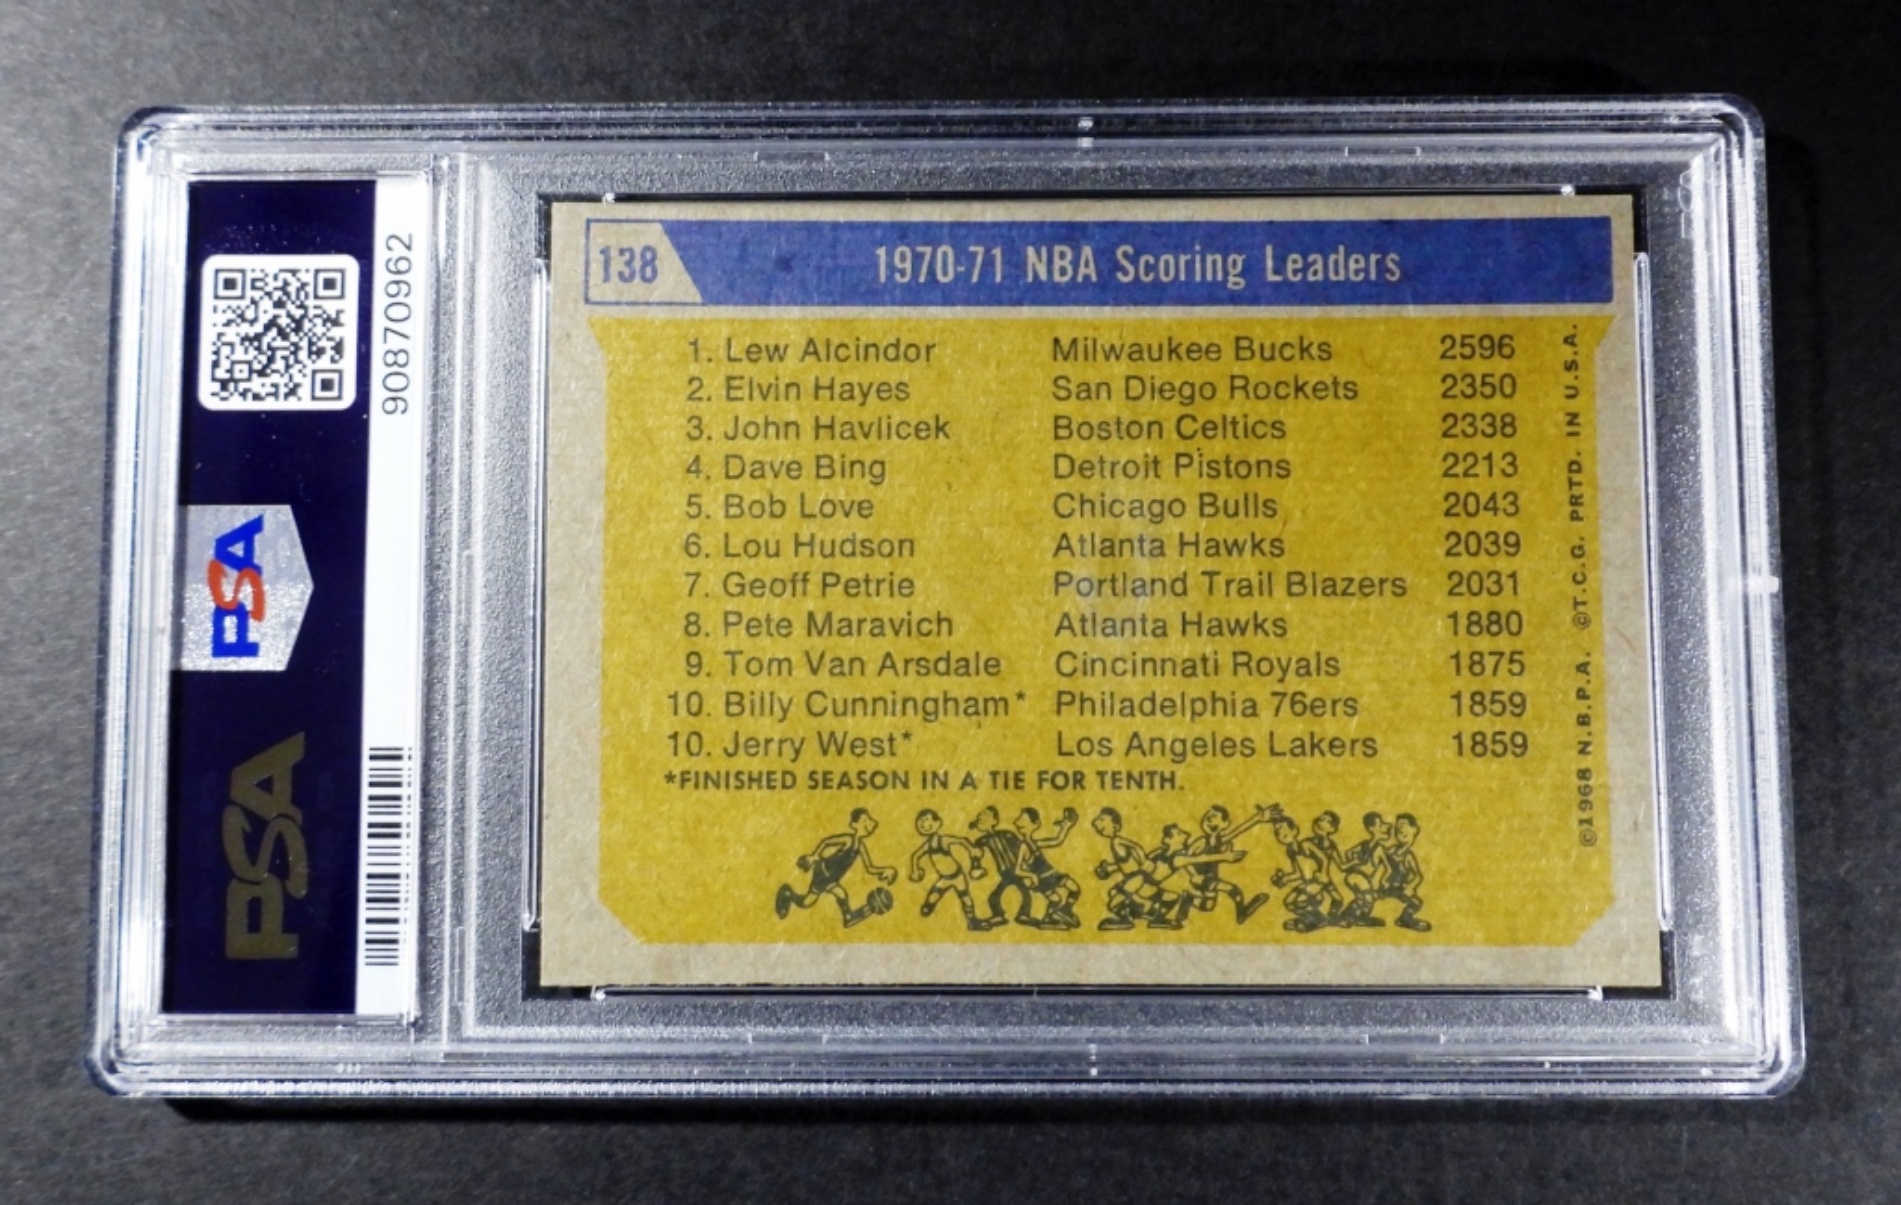 90870962
PSA
PSA
138 1970-71 NBA Scoring Leaders
1. Lew Alcindor Milwaukee Bucks 2596
2. Elvin Hayes San Diego Rockets 2350
3. John Havlicek Boston Celtics 2338
4. Dave Bing Detroit Pistons 2213
5. Bob Love Chicago Bulls 2043
6. Lou Hudson Atlanta Hawks 2039
7. Geoff Petrie Portland Trail Blazers 2031
8. Pete Maravich Atlanta Hawks 1880
9. Tom Van Arsdale Cincinnati Royals 1875
10. Billy Cunningham* Philadelphia 76ers 1859
10. Jerry West* Los Angeles Lakers 1859
*FINISHED SEASON IN A TIE FOR TENTH.
©1968 N.B.P.A. ©T.C.G. PRTD. IN U.S.A.